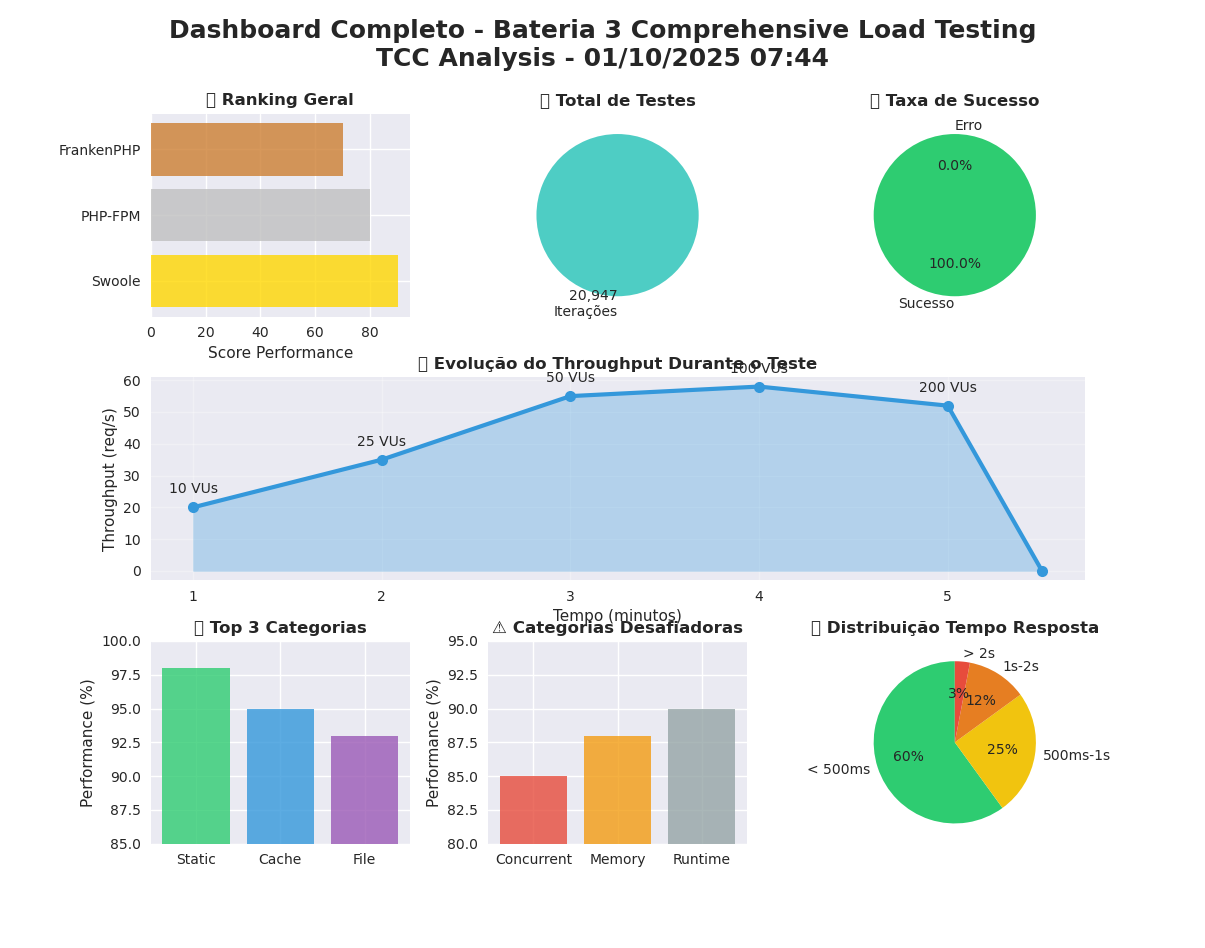 Dashboard Completo - Bateria 3 Comprehensive Load Testing
TCC Analysis - 01/10/2025 07:44
Ranking Geral
FrankenPHP
PHP-FPM
Swoole
0 20 40 60 80
Score Performance
Total de Testes
20,947
Iterações
Taxa de Sucesso
Erro
0.0%
100.0%
Sucesso
Evolução do Throughput Durante o Teste
Throughput (req/s)
60
50
40
30
20
10
0
10 VUs
25 VUs
50 VUs
100 VUs
200 VUs
1 2 3 4 5
Tempo (minutos)
Top 3 Categorias
Performance (%)
100.0
97.5
95.0
92.5
90.0
87.5
85.0
Static Cache File
⚠ Categorias Desafiadoras
Performance (%)
95.0
92.5
90.0
87.5
85.0
82.5
80.0
Concurrent Memory Runtime
Distribuição Tempo Resposta
> 2s
1s-2s
3%
12%
60%
25%
500ms-1s
< 500ms